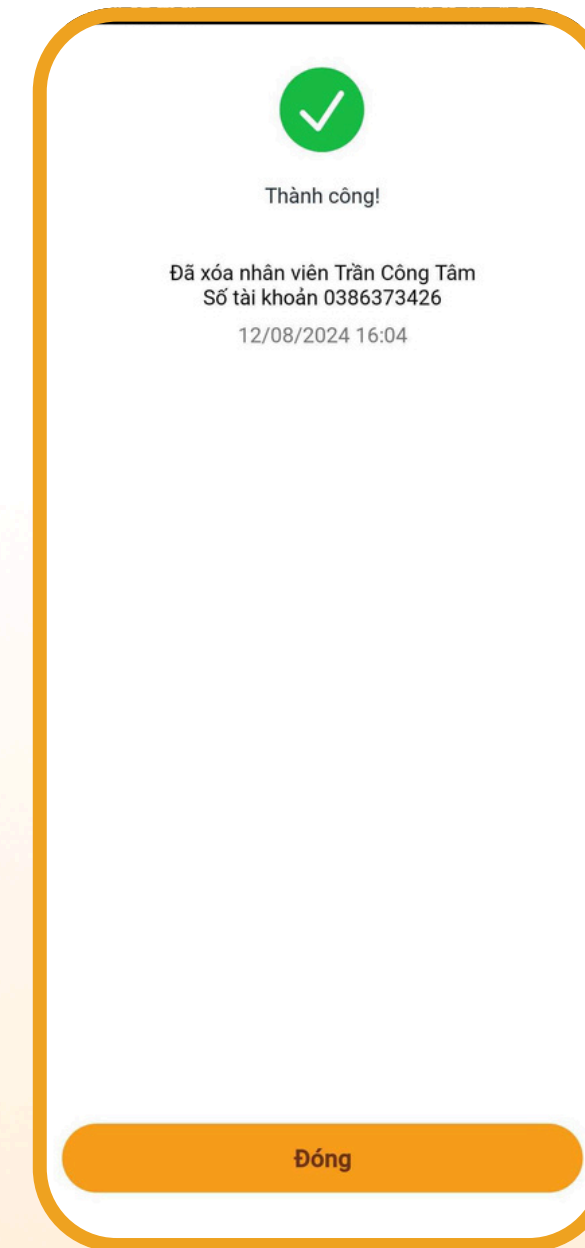 Thành công!
Đã xóa nhân viên Trần Công Tâm
Số tài khoản 0386373426
12/08/2024 16:04
Đóng